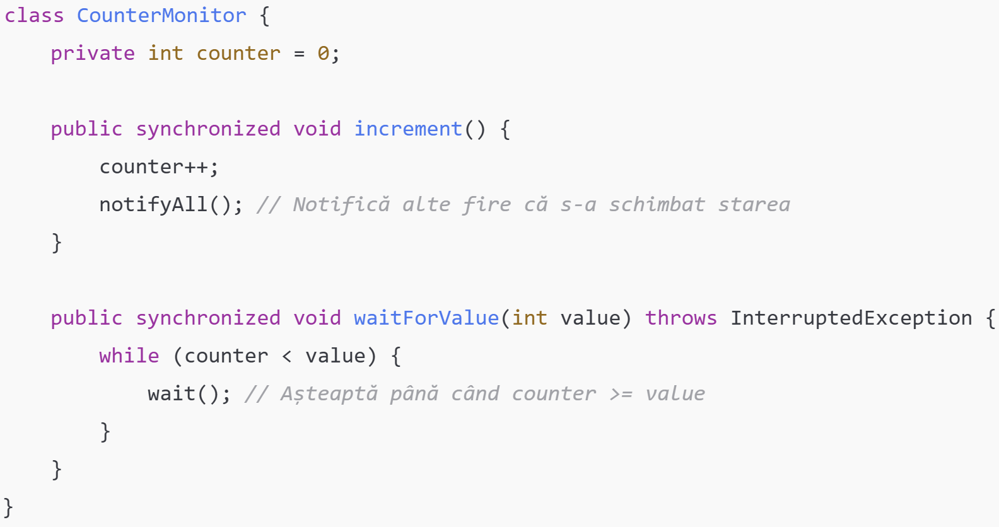 class CounterMonitor {
    private int counter = 0;

    public synchronized void increment() {
        counter++;
        notifyAll(); // Notifică alte fire că s-a schimbat starea
    }

    public synchronized void waitForValue(int value) throws InterruptedException {
        while (counter < value) {
            wait(); // Așteaptă până când counter >= value
        }
    }
}